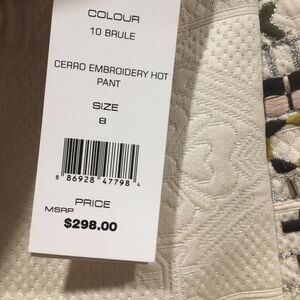 COLOUR
10 BRULE
CERRO EMBROIDERY HOT
PANT
SIZE
8
8 86928 47798 4
PRICE
MSRP
$298.00